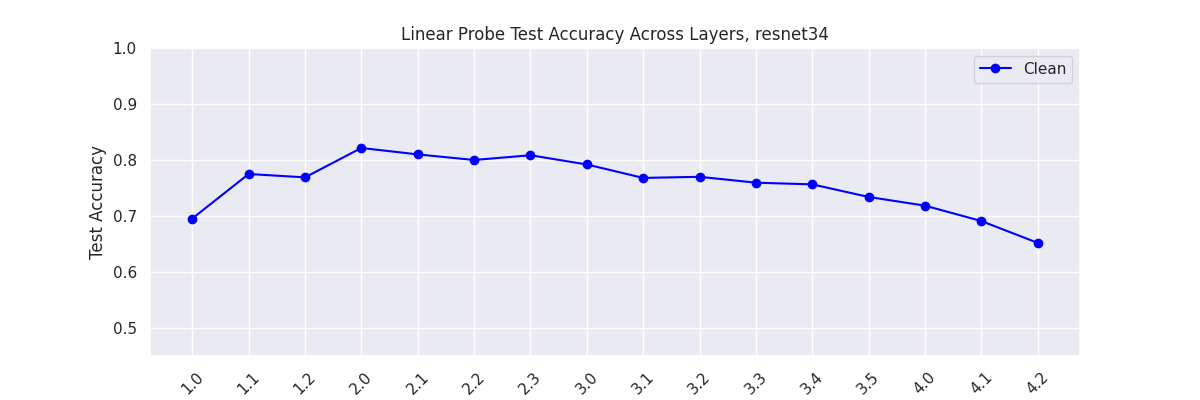 Linear Probe Test Accuracy Across Layers, resnet34
Clean
Test Accuracy
1.0
0.9
0.8
0.7
0.6
0.5
1.0 1.1 1.2 2.0 2.1 2.2 2.3 3.0 3.1 3.2 3.3 3.4 3.5 4.0 4.1 4.2